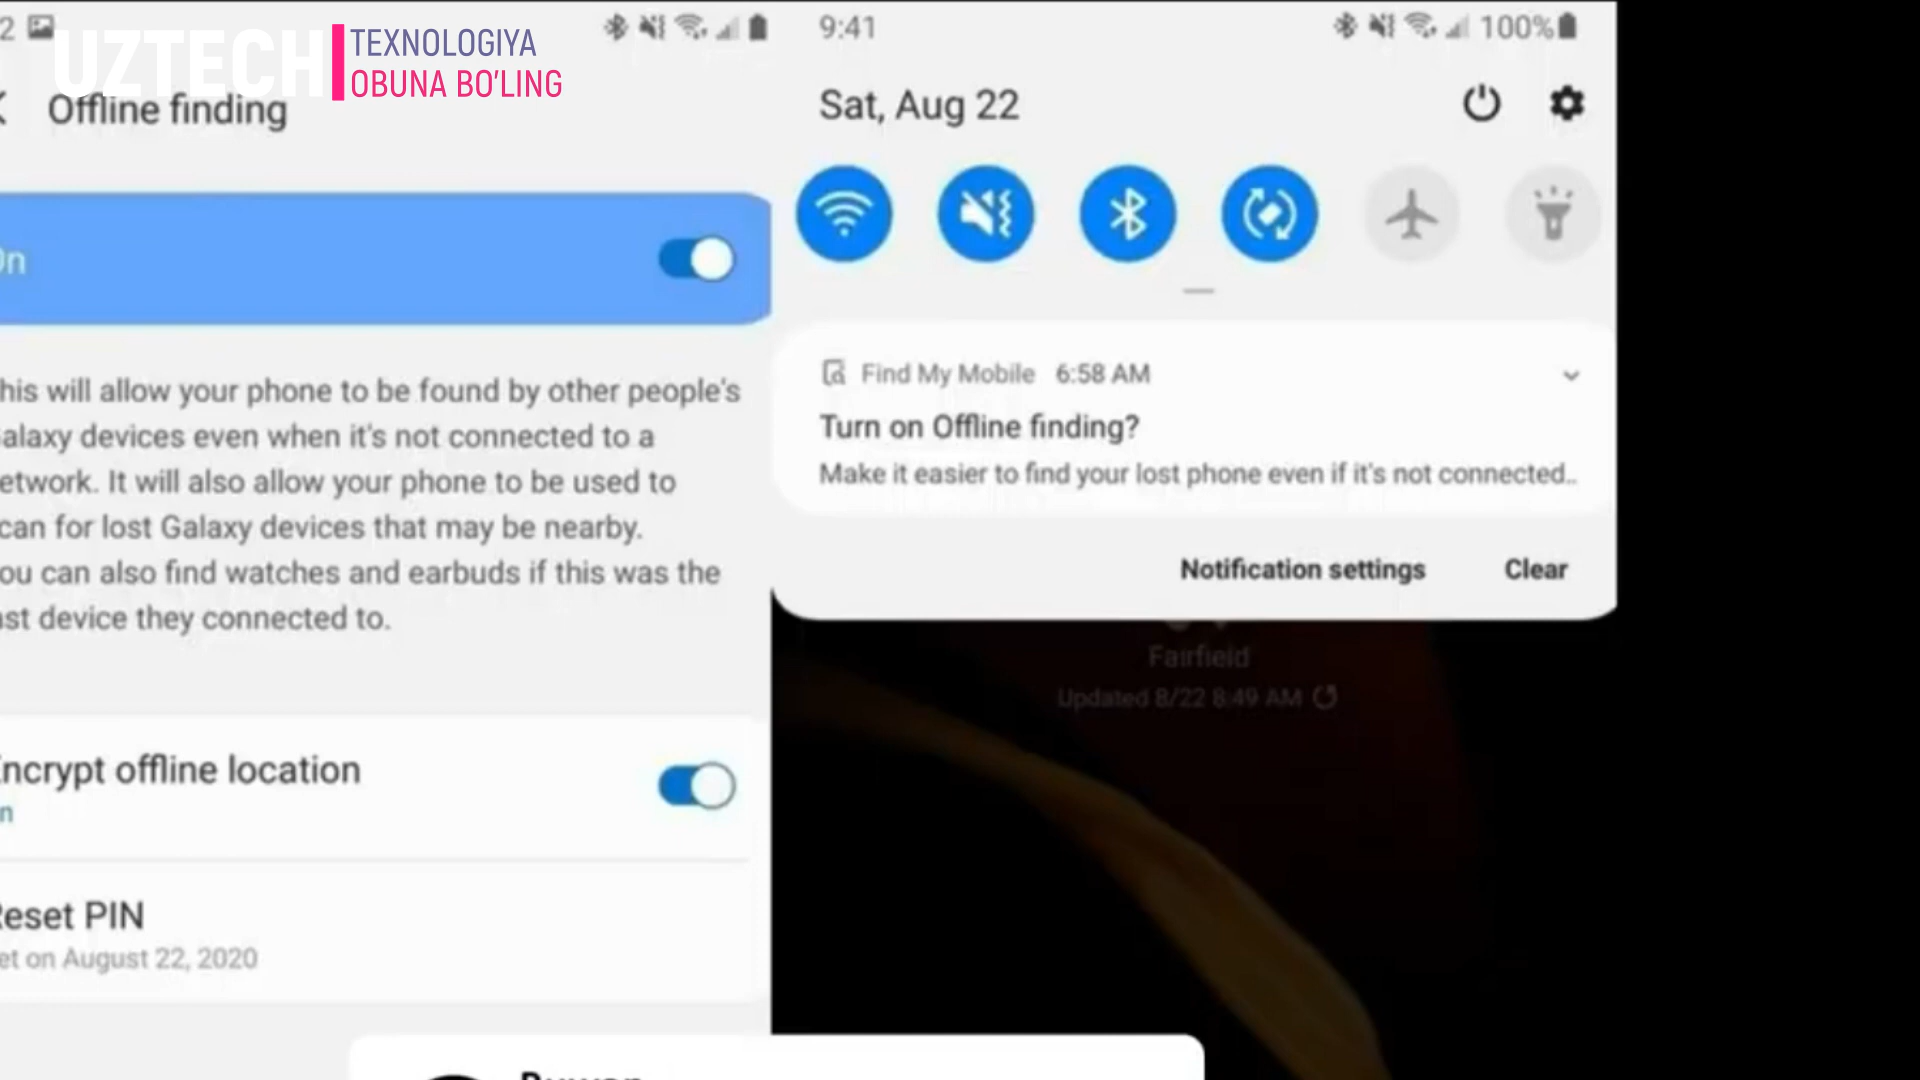 2
UZTECH
TEXNOLOGIYA
OBUNA BO'LING
Offline finding
his will allow your phone to be found by other people's
alaxy devices even when it's not connected to a
etwork. It will also allow your phone to be used to
can for lost Galaxy devices that may be nearby.
ou can also find watches and earbuds if this was the
st device they connected to.
ncrypt offline location
n
eset PIN
et on August 22, 2020
9:41
100%
Sat, Aug 22
Find My Mobile 6:58 AM
Turn on Offline finding?
Make it easier to find your lost phone even if it's not connected..
Notification settings Clear
Fairfield
Updated 8/22 8:49 AM